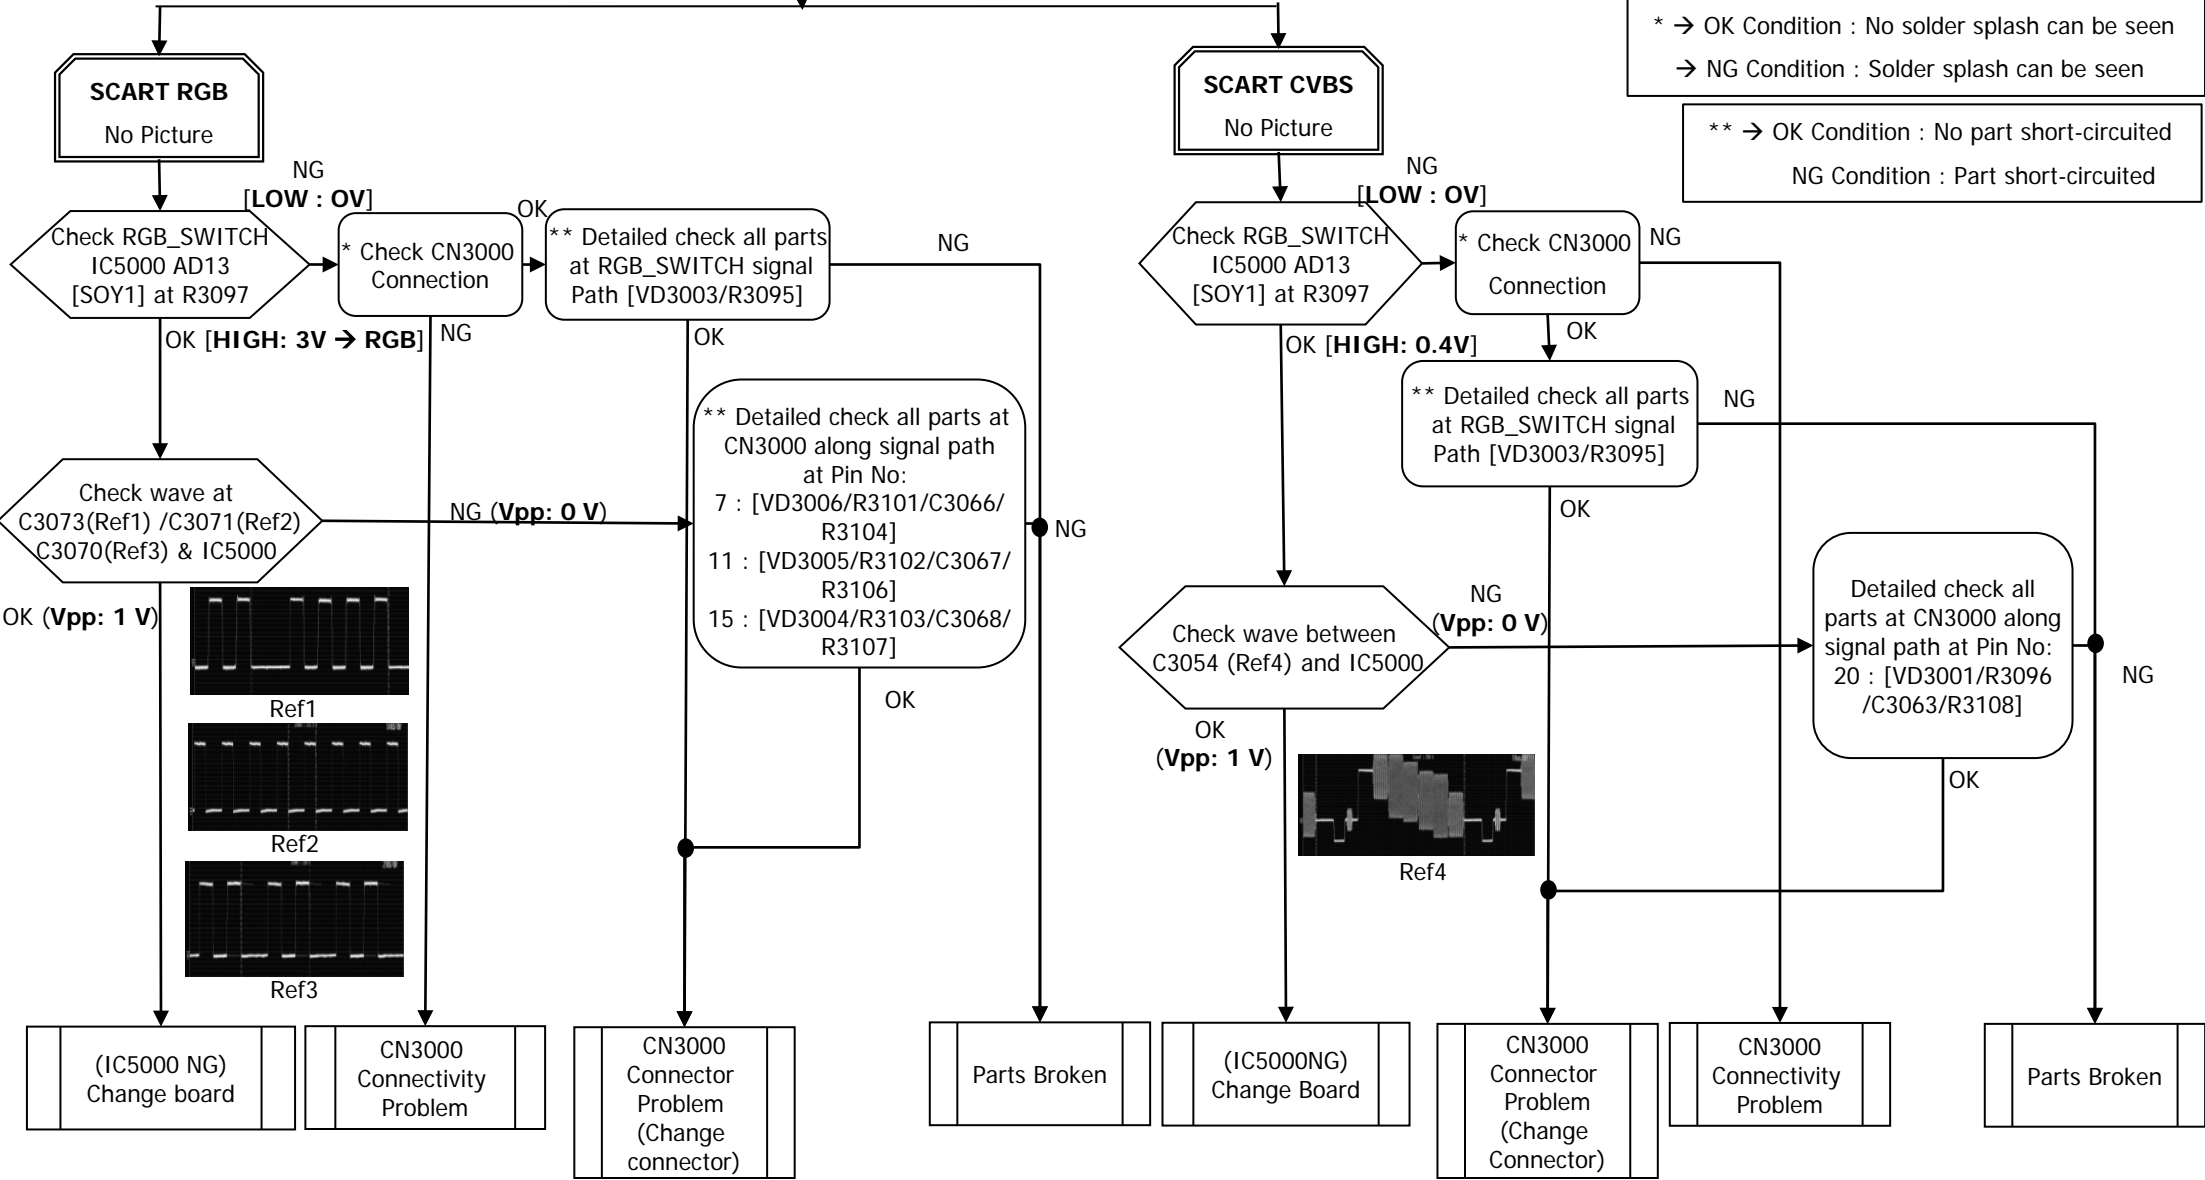 * → OK Condition : No solder splash can be seen
→ NG Condition : Solder splash can be seen
** → OK Condition : No part short-circuited
NG Condition : Part short-circuited
SCART RGB
No Picture
NG
[LOW : OV]
Check RGB_SWITCH
IC5000 AD13
[SOY1] at R3097
OK [HIGH: 3V → RGB]
* Check CN3000
Connection
OK
NG
** Detailed check all parts
at RGB_SWITCH signal
Path [VD3003/R3095]
NG
OK
Check wave at
C3073(Ref1) /C3071(Ref2)
C3070(Ref3) & IC5000
NG (Vpp: 0 V)
OK (Vpp: 1 V)
** Detailed check all parts at
CN3000 along signal path
at Pin No:
7 : [VD3006/R3101/C3066/
R3104]
11 : [VD3005/R3102/C3067/
R3106]
15 : [VD3004/R3103/C3068/
R3107]
NG
OK
Ref1
Ref2
Ref3
(IC5000 NG)
Change board
CN3000
Connectivity
Problem
CN3000
Connector
Problem
(Change
connector)
Parts Broken
SCART CVBS
No Picture
NG
[LOW : OV]
Check RGB_SWITCH
IC5000 AD13
[SOY1] at R3097
OK [HIGH: 0.4V]
* Check CN3000
Connection
NG
OK
** Detailed check all parts
at RGB_SWITCH signal
Path [VD3003/R3095]
NG
OK
Check wave between
C3054 (Ref4) and IC5000
NG
(Vpp: 0 V)
OK
(Vpp: 1 V)
Detailed check all
parts at CN3000 along
signal path at Pin No:
20 : [VD3001/R3096
/C3063/R3108]
NG
OK
Ref4
(IC5000NG)
Change Board
CN3000
Connector
Problem
(Change
Connector)
CN3000
Connectivity
Problem
Parts Broken